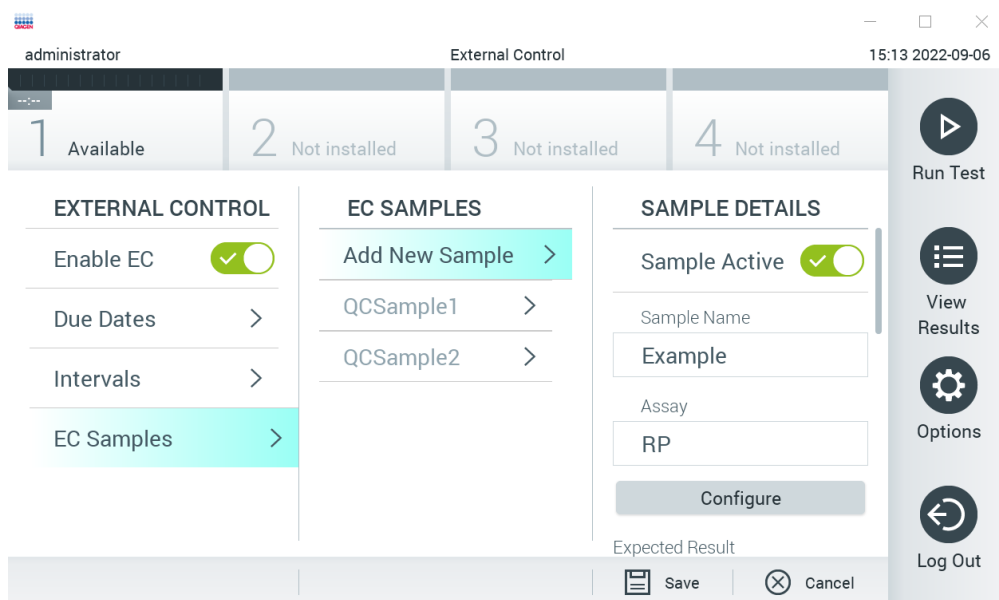 QIAGEN
administrator
External Control
15:13 2022-09-06
--:--
1 Available
2 Not installed
3 Not installed
4 Not installed
Run Test
View
Results
Options
Log Out
EXTERNAL CONTROL
Enable EC
Due Dates
Intervals
EC Samples
EC SAMPLES
Add New Sample
QCSample1
QCSample2
SAMPLE DETAILS
Sample Active
Sample Name
Example
Assay
RP
Configure
Expected Result
Save
Cancel